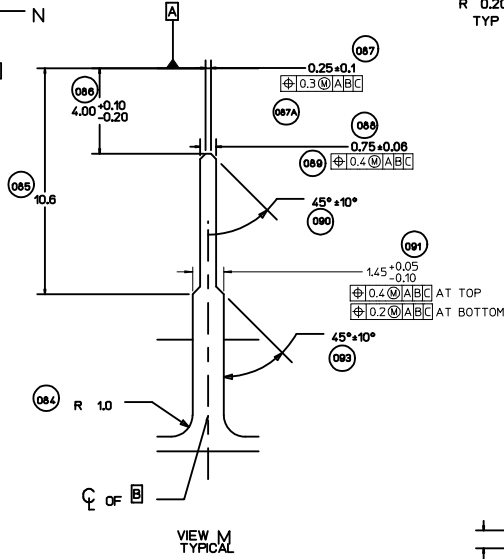 N
A
R 0.20
TYP
087
0.25±0.1
⌖ 0.3 Ⓜ A B C
086
4.00 +0.10 -0.20
087A
088
0.75±0.06
089 ⌖ 0.4 Ⓜ A B C
085
10.6
45°±10°
090
091
1.45 +0.05 -0.10
⌖ 0.4 Ⓜ A B C AT TOP
⌖ 0.2 Ⓜ A B C AT BOTTOM
45°±10°
093
084 R 1.0
℄ OF B
VIEW M
TYPICAL